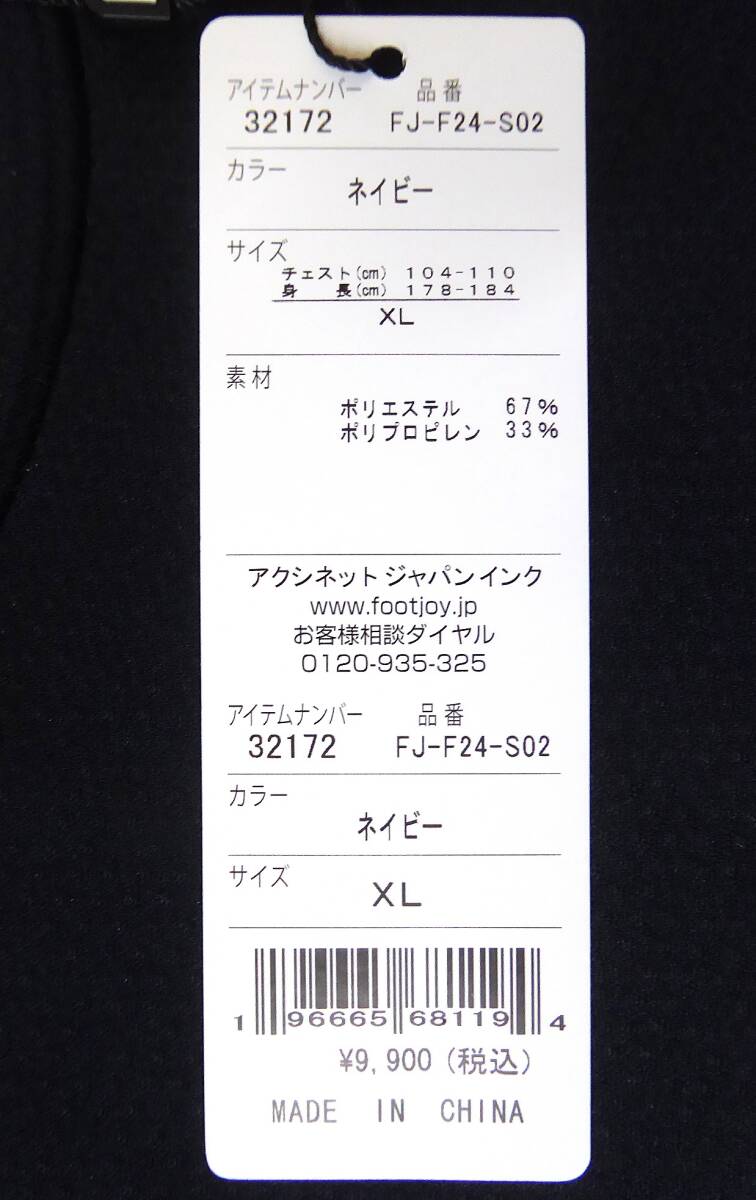 アイテムナンバー 品番
32172 FJ-F24-S02
カラー
ネイビー
サイズ
チェスト(cm) 104-110
身 長(cm) 178-184
XL
素材
ポリエステル 67%
ポリプロピレン 33%
アクシネット ジャパンインク
www.footjoy.jp
お客様相談ダイヤル
0120-935-325
アイテムナンバー 品番
32172 FJ-F24-S02
カラー
ネイビー
サイズ
XL
1 96665 68119 4
¥9,900(税込)
MADE IN CHINA